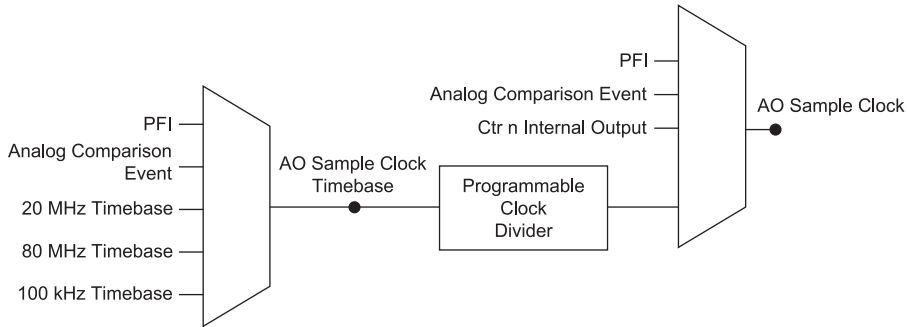 PFI
Analog Comparison
Event
20 MHz Timebase
80 MHz Timebase
100 kHz Timebase
AO Sample Clock
Timebase
Programmable
Clock
Divider
PFI
Analog Comparison Event
Ctr n Internal Output
AO Sample Clock